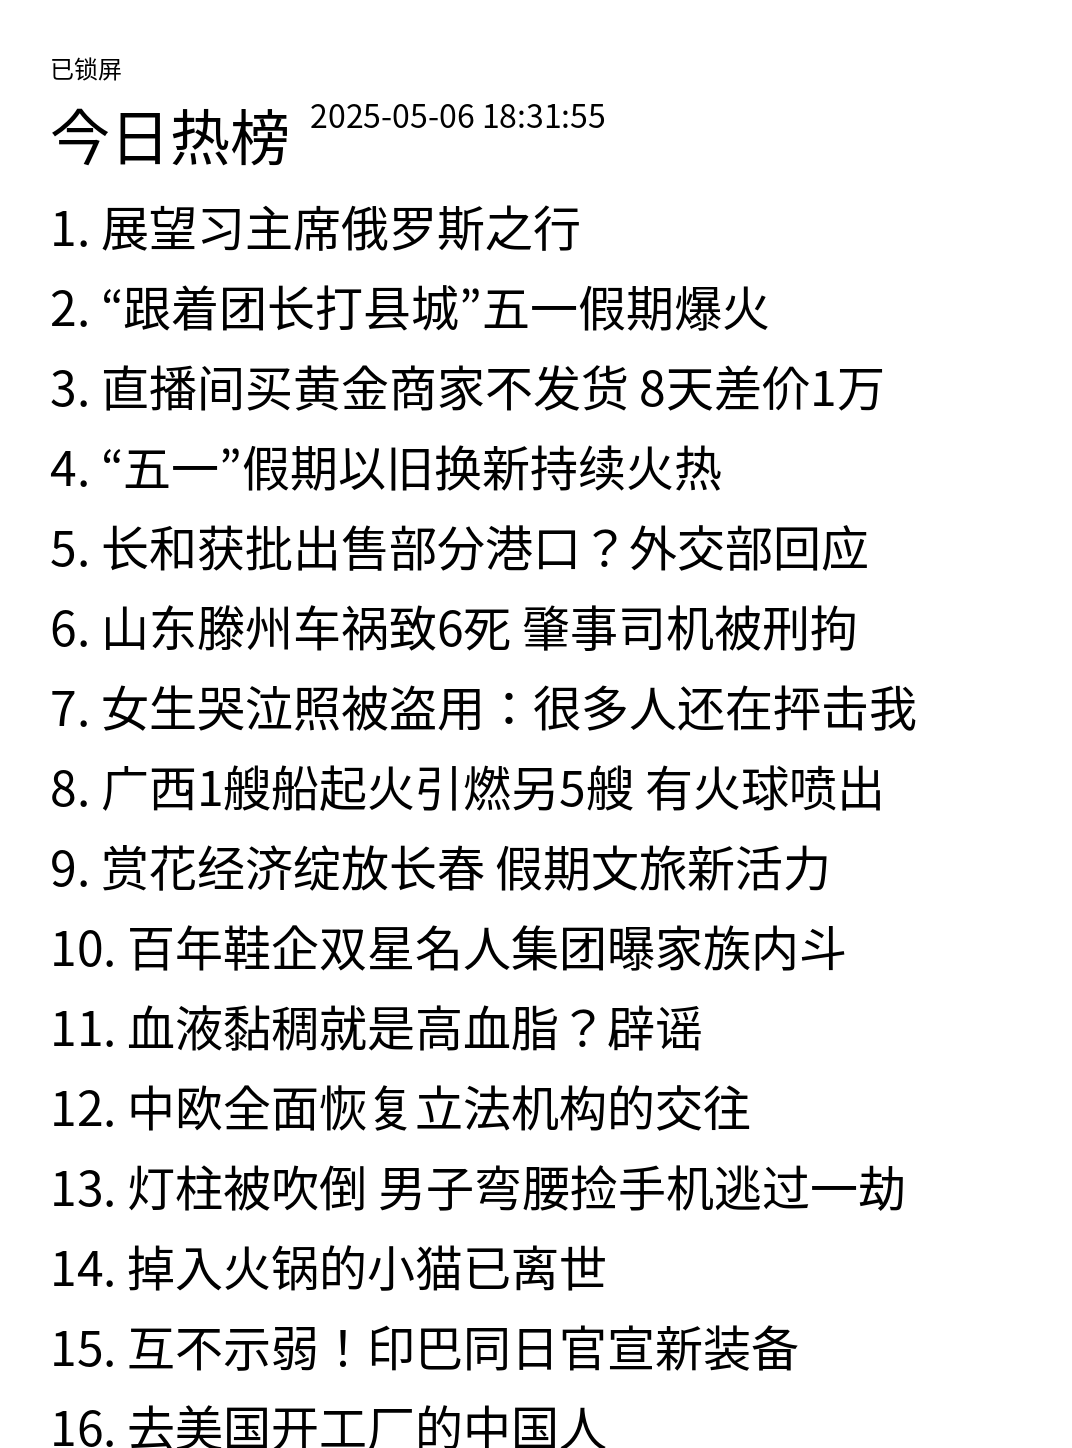 已锁屏
今日热榜 2025-05-06 18:31:55
1. 展望习主席俄罗斯之行
2. “跟着团长打县城”五一假期爆火
3. 直播间买黄金商家不发货 8天差价1万
4. “五一”假期以旧换新持续火热
5. 长和获批出售部分港口？外交部回应
6. 山东滕州车祸致6死 肇事司机被刑拘
7. 女生哭泣照被盗用：很多人还在抨击我
8. 广西1艘船起火引燃另5艘 有火球喷出
9. 赏花经济绽放长春 假期文旅新活力
10. 百年鞋企双星名人集团曝家族内斗
11. 血液黏稠就是高血脂？辟谣
12. 中欧全面恢复立法机构的交往
13. 灯柱被吹倒 男子弯腰捡手机逃过一劫
14. 掉入火锅的小猫已离世
15. 互不示弱！印巴同日官宣新装备
16. 去美国开工厂的中国人